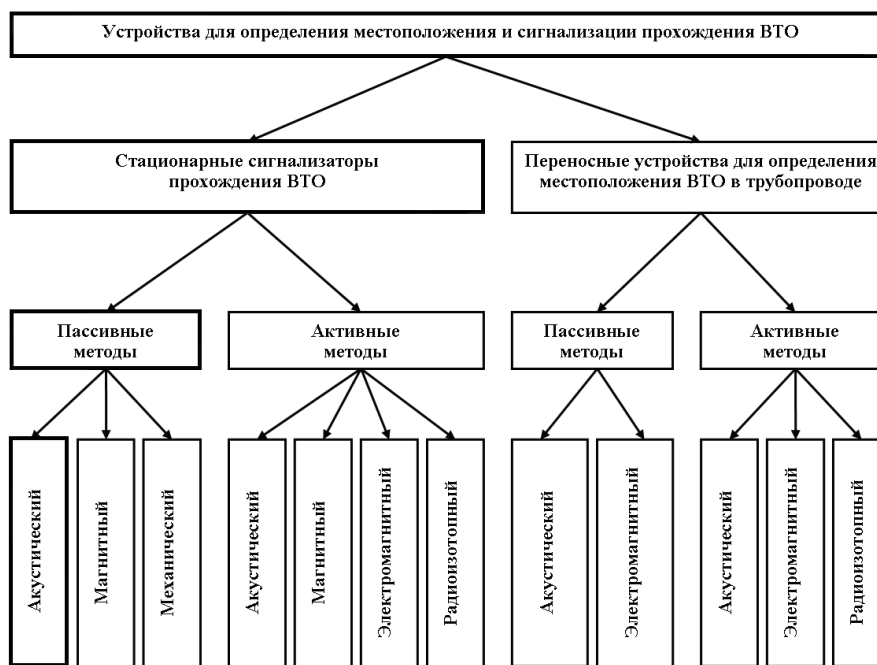 Устройства для определения местоположения и сигнализации прохождения ВТО
Стационарные сигнализаторы
прохождения ВТО
Переносные устройства для определения
местоположения ВТО в трубопроводе
Пассивные
методы
Активные
методы
Пассивные
методы
Активные
методы
Акустический
Магнитный
Механический
Акустический
Магнитный
Электромагнитный
Радиоизотопный
Акустический
Электромагнитный
Акустический
Электромагнитный
Радиоизотопный